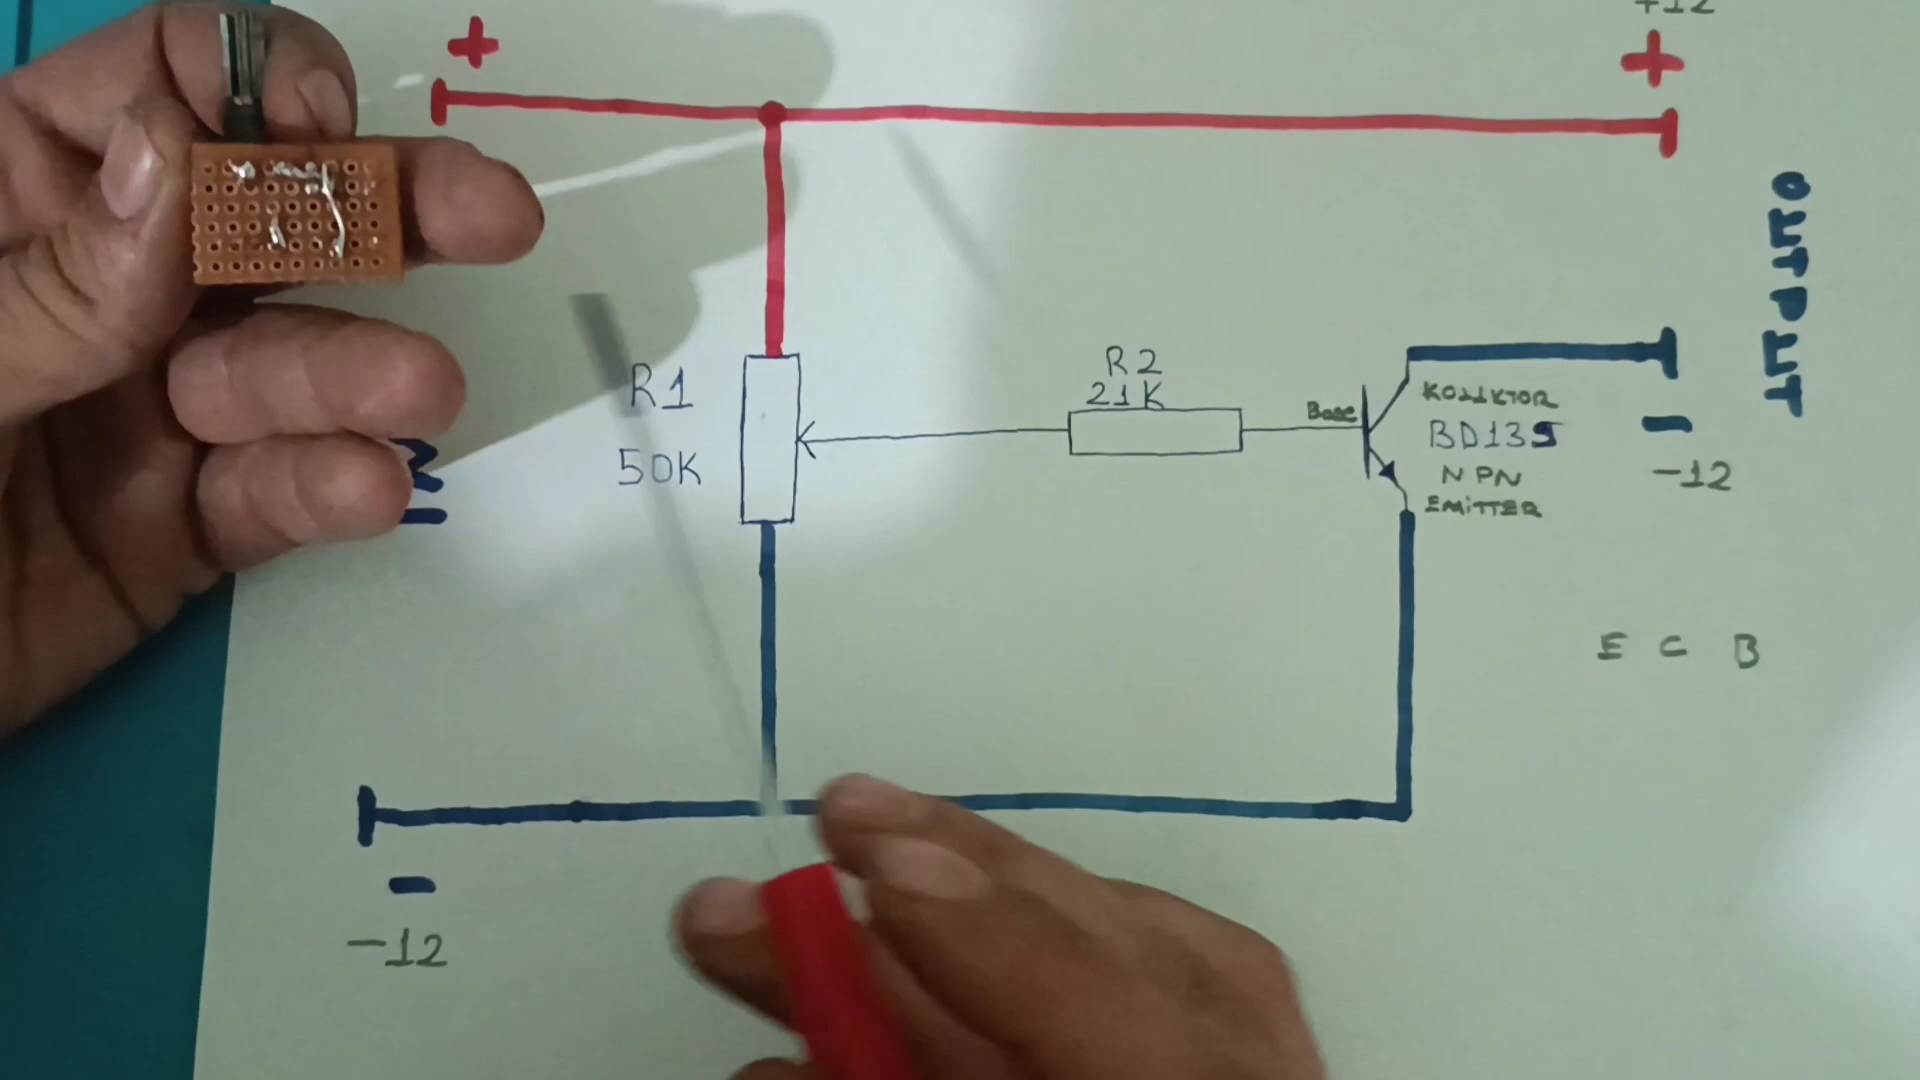 +12
+
+
OUTPUT
R1
50K
R2
21K
Base
KOLLKTOR
BD135
NPN
EMiTTER
-
-12
E C B
-
-12